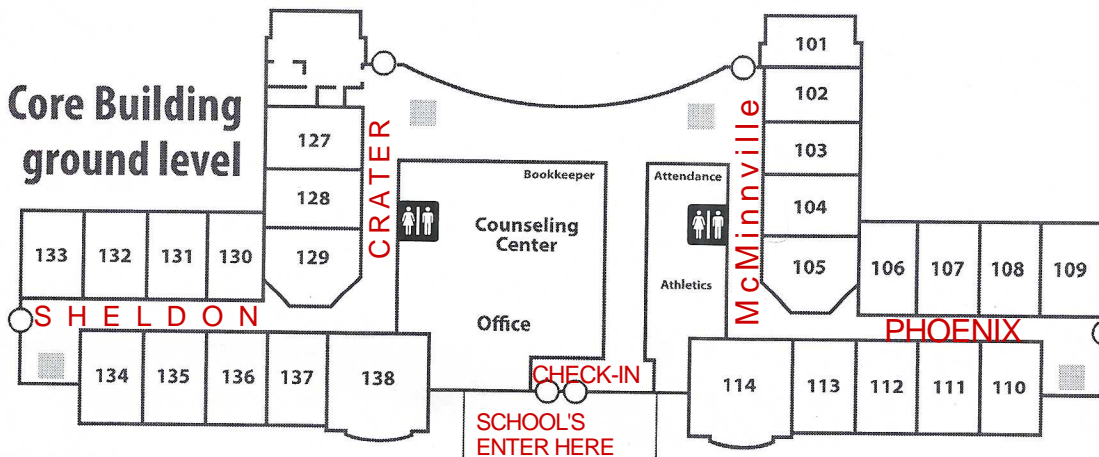 Core Building
ground level
101
102
103
104
105
106
107
108
109
110
111
112
113
114
127
128
129
130
131
132
133
134
135
136
137
138
CRATER
McMinnville
SHELDON
PHOENIX
Bookkeeper
Counseling
Center
Office
Attendance
Athletics
CHECK-IN
SCHOOL'S
ENTER HERE